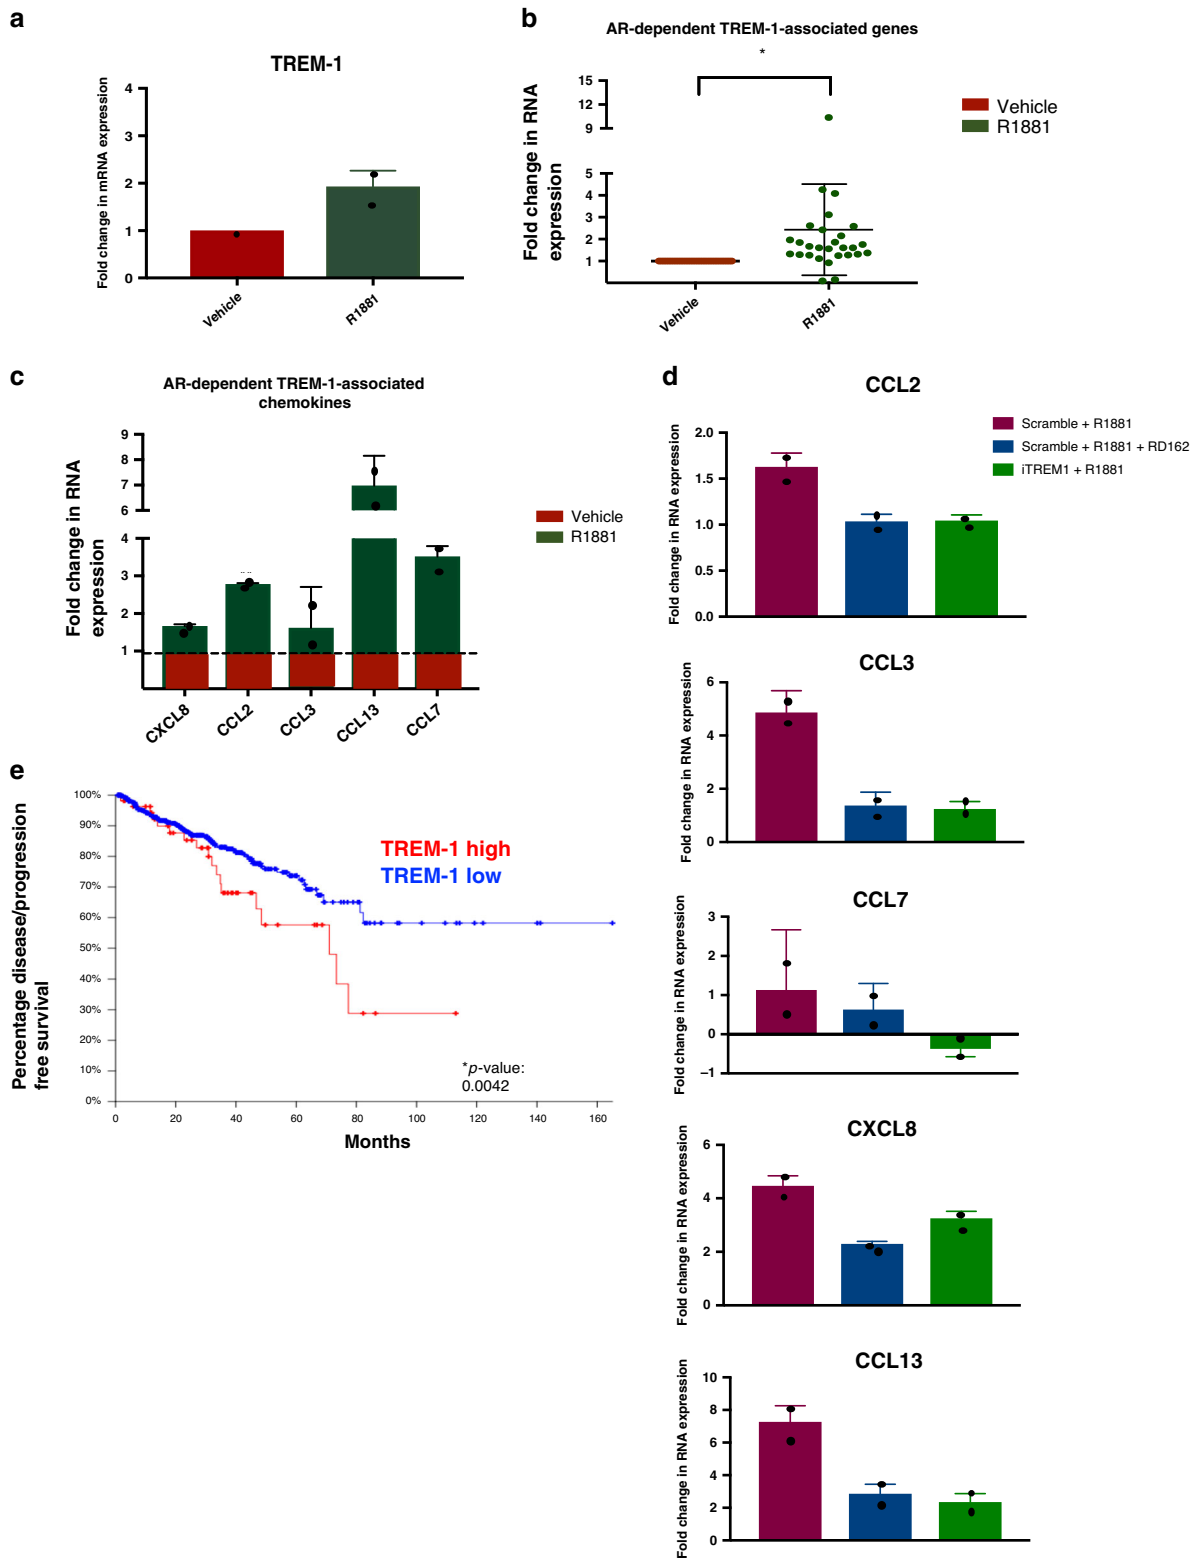 a
TREM-1
Fold change in mRNA expression
4
3
2
1
0
Vehicle
R1881
b
AR-dependent TREM-1-associated genes
*
Fold change in RNA
expression
15
12
9
5
4
3
2
1
Vehicle
R1881
Vehicle
R1881
c
AR-dependent TREM-1-associated
chemokines
Fold change in RNA
expression
9
8
7
6
4
3
2
1
CXCL8
CCL2
CCL3
CCL13
CCL7
Vehicle
R1881
d
CCL2
Fold change in RNA expression
2.0
1.5
1.0
0.5
0.0
Scramble + R1881
Scramble + R1881 + RD162
iTREM1 + R1881
CCL3
Fold change in RNA expression
6
4
2
0
CCL7
Fold change in RNA expression
3
2
1
0
–1
CXCL8
Fold change in RNA expression
6
4
2
0
CCL13
Fold change in RNA expression
10
8
6
4
2
0
e
Percentage disease/progression
free survival
100%
90%
80%
70%
60%
50%
40%
30%
20%
10%
0%
TREM-1 high
TREM-1 low
*p-value:
0.0042
0 20 40 60 80 100 120 140 160
Months